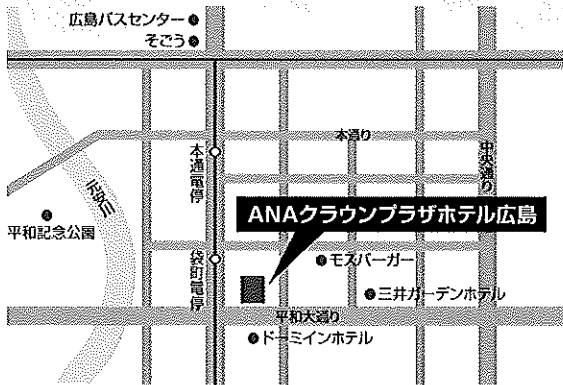 広島バスセンター
そごう
本通り
本通電停
中央通り
元安川
ANAクラウンプラザホテル広島
平和記念公園
袋町電停
モスバーガー
三井ガーデンホテル
平和大通り
ドーミインホテル